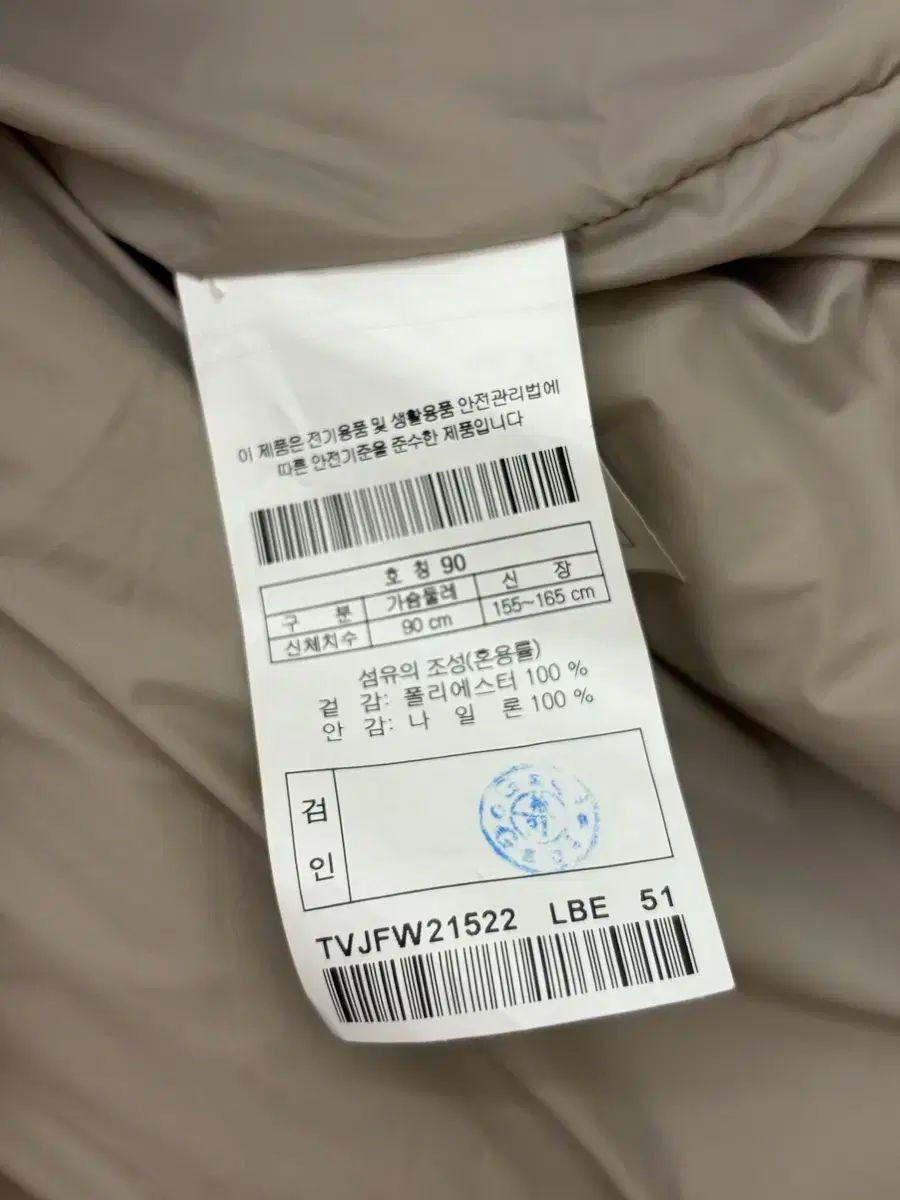 이 제품은 전기용품 및 생활용품 안전관리법에
따른 안전기준을 준수한 제품입니다
호 칭 90
구 분 가슴둘레 신 장
신체치수 90 cm 155~165 cm
섬유의 조성(혼용률)
겉 감: 폴리에스터 100 %
안 감: 나 일 론 100 %
검
인
TVJFW21522 LBE 51